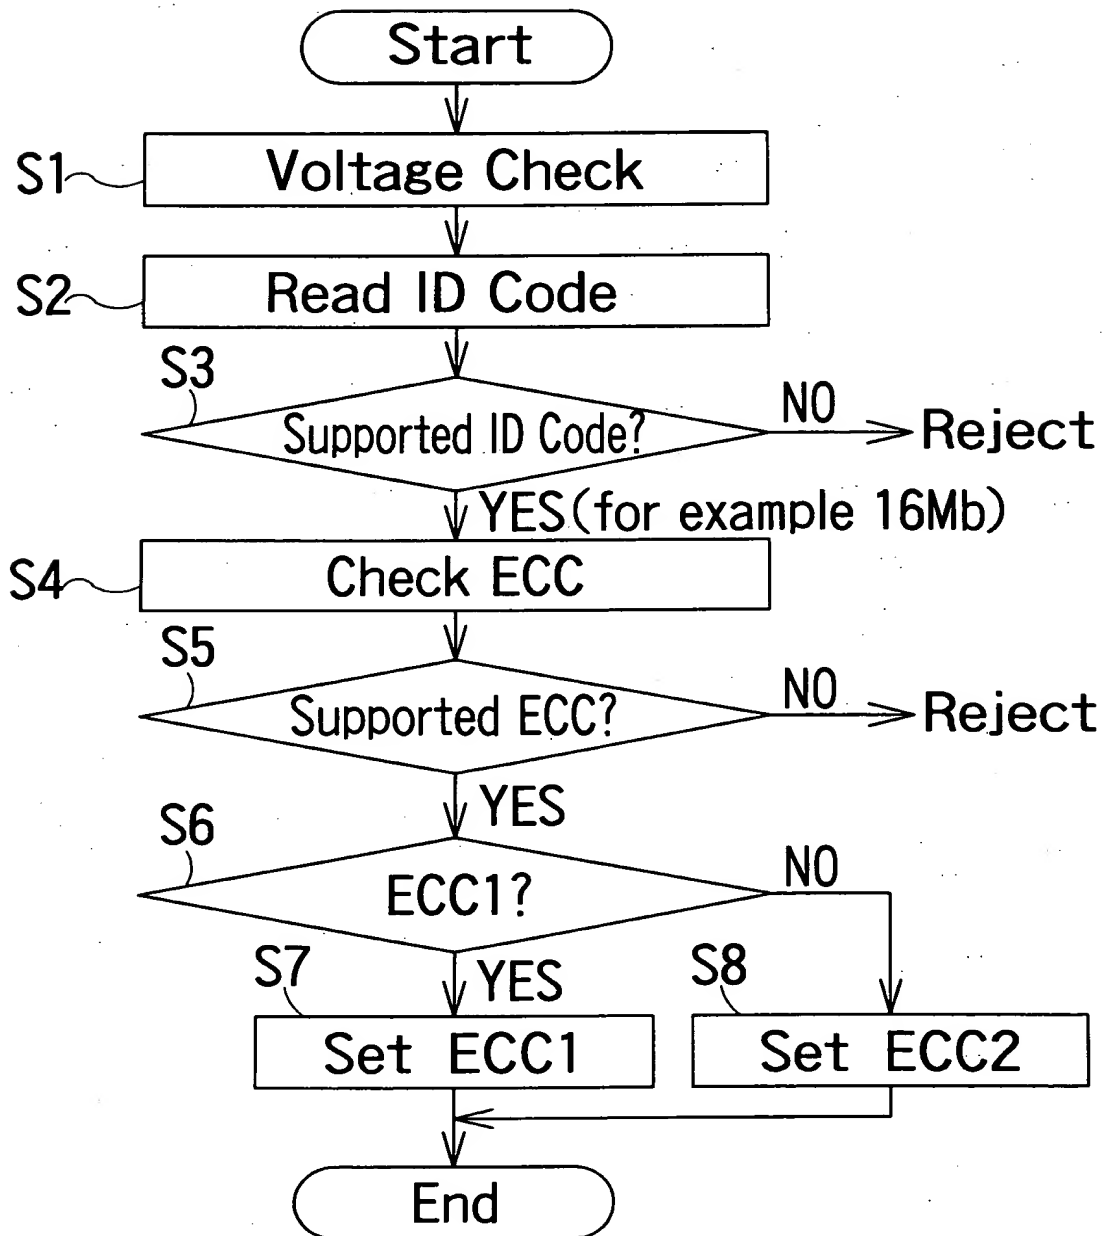 Start
S1
Voltage Check
S2
Read ID Code
S3
Supported ID Code?
NO
Reject
YES(for example 16Mb)
S4
Check ECC
S5
Supported ECC?
NO
Reject
YES
S6
ECC1?
NO
S7
YES
S8
Set ECC1
Set ECC2
End